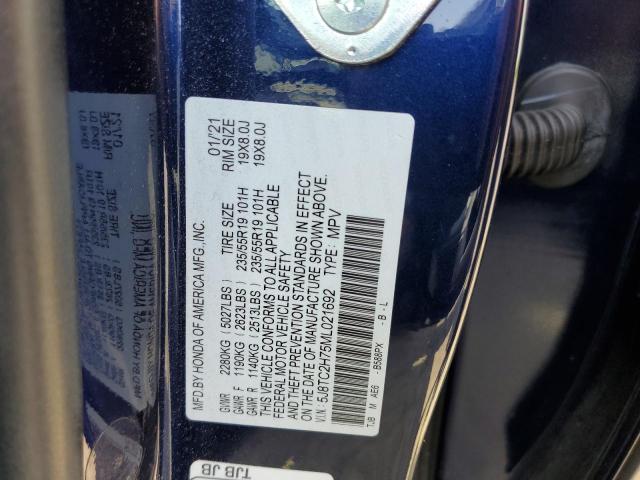 MFD.BY HONDA OF AMERICA MFG.,INC. 01/'21
GVWR 2280KG (5027LBS) TIRE SIZE RIM SIZE
GAWR F 1190KG (2623LBS) 235/55R19 101H 19X8.0J
GAWR R 1140KG (2513LBS) 235/55R19 101H 19X8.0J
THIS VEHICLE CONFORMS TO ALL APPLICABLE
FEDERAL MOTOR VEHICLE SAFETY
AND THEFT PREVENTION STANDARDS IN EFFECT
ON THE DATE OF MANUFACTURE SHOWN ABOVE.
V.I.N: 5J8TC2H75ML021692 TYPE: MPV
TJB M AE6 - B588PX - B - L
TJB JB